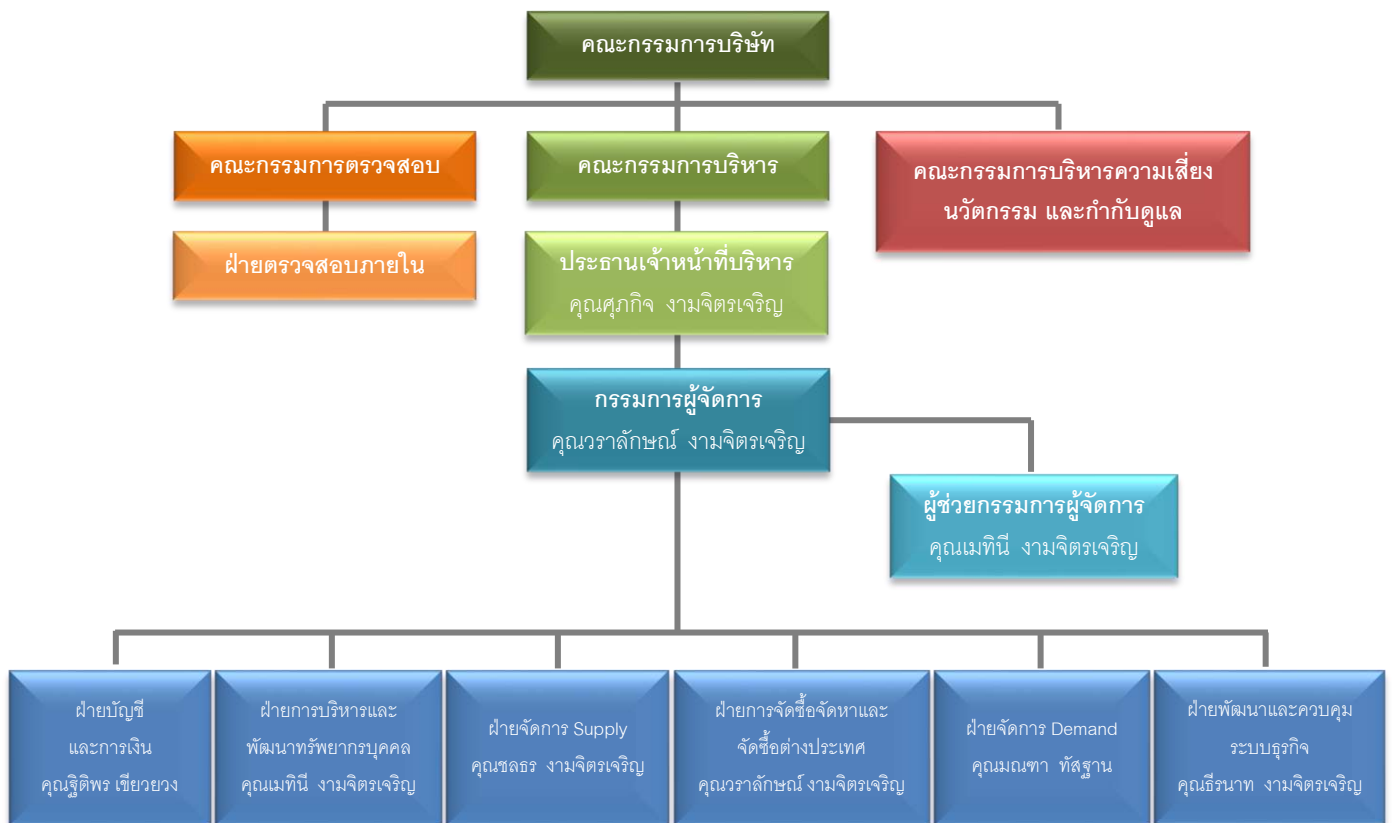 คณะกรรมการบริษัท
คณะกรรมการตรวจสอบ
คณะกรรมการบริหาร
คณะกรรมการบริหารความเสี่ยง
นวัตกรรม และกำกับดูแล
ฝ่ายตรวจสอบภายใน
ประธานเจ้าหน้าที่บริหาร
คุณศุภกิจ งามจิตรเจริญ
กรรมการผู้จัดการ
คุณวราลักษณ์ งามจิตรเจริญ
ผู้ช่วยกรรมการผู้จัดการ
คุณเมทินี งามจิตรเจริญ
ฝ่ายบัญชี
และการเงิน
คุณฐิติพร เขียวยวง
ฝ่ายการบริหารและ
พัฒนาทรัพยากรบุคคล
คุณเมทินี งามจิตรเจริญ
ฝ่ายจัดการ Supply
คุณชลธร งามจิตรเจริญ
ฝ่ายการจัดซื้อจัดหาและ
จัดซื้อต่างประเทศ
คุณวราลักษณ์ งามจิตรเจริญ
ฝ่ายจัดการ Demand
คุณมณฑา ทัสฐาน
ฝ่ายพัฒนาและควบคุม
ระบบธุรกิจ
คุณธีรนาท งามจิตรเจริญ